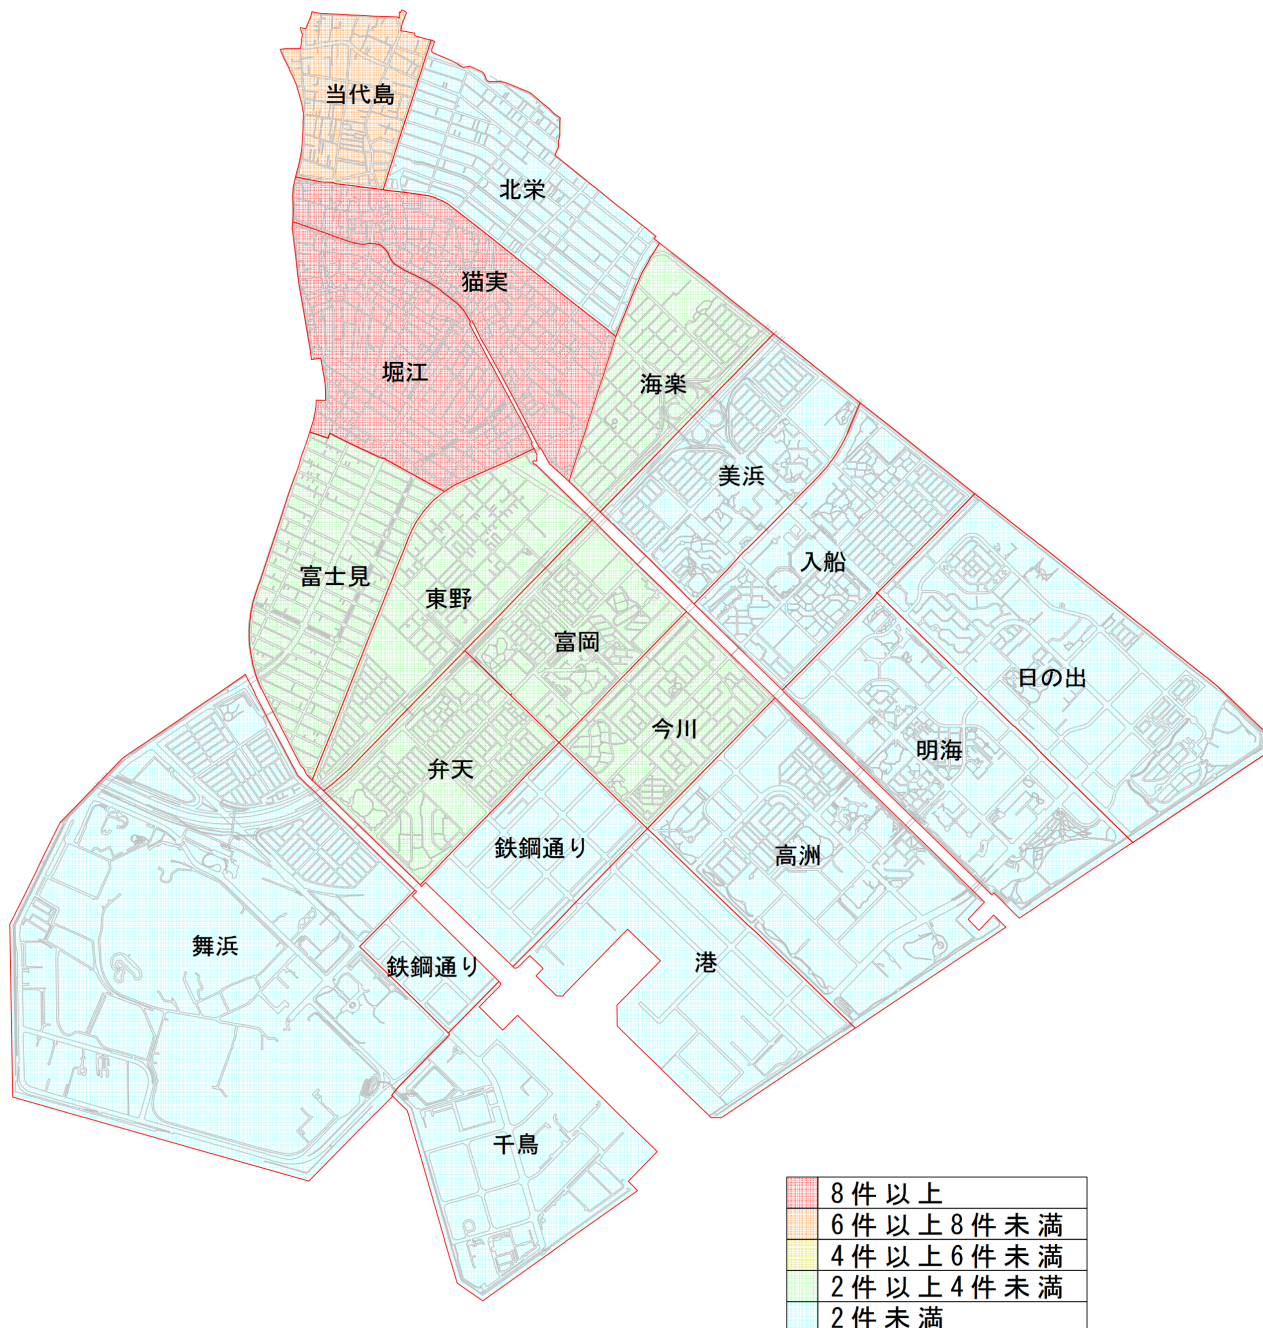 当代島
北栄
猫実
堀江
海楽
美浜
入船
富士見
東野
富岡
日の出
今川
明海
弁天
鉄鋼通り
高洲
舞浜
鉄鋼通り
港
千鳥
8件以上
6件以上8件未満
4件以上6件未満
2件以上4件未満
2件未満